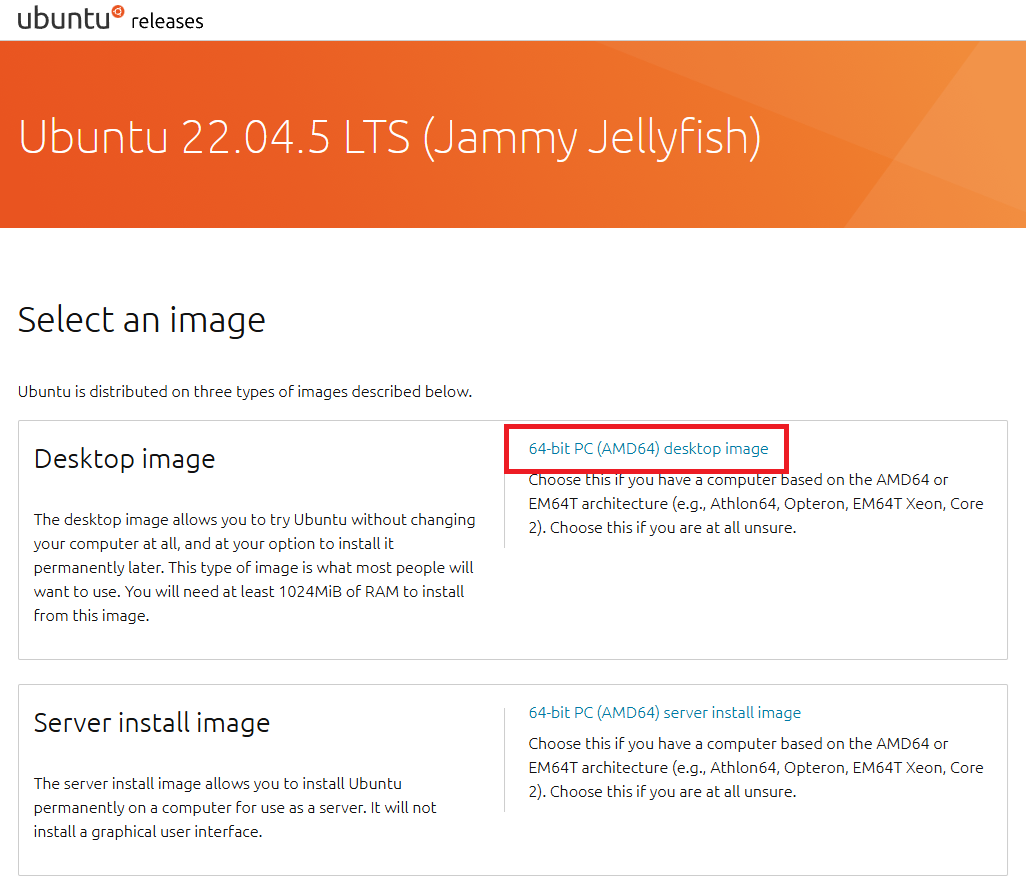 ubuntu releases
Ubuntu 22.04.5 LTS (Jammy Jellyfish)
Select an image
Ubuntu is distributed on three types of images described below.
Desktop image
The desktop image allows you to try Ubuntu without changing
your computer at all, and at your option to install it
permanently later. This type of image is what most people will
want to use. You will need at least 1024MiB of RAM to install
from this image.
64-bit PC (AMD64) desktop image
Choose this if you have a computer based on the AMD64 or
EM64T architecture (e.g., Athlon64, Opteron, EM64T Xeon, Core
2). Choose this if you are at all unsure.
Server install image
The server install image allows you to install Ubuntu
permanently on a computer for use as a server. It will not
install a graphical user interface.
64-bit PC (AMD64) server install image
Choose this if you have a computer based on the AMD64 or
EM64T architecture (e.g., Athlon64, Opteron, EM64T Xeon, Core
2). Choose this if you are at all unsure.